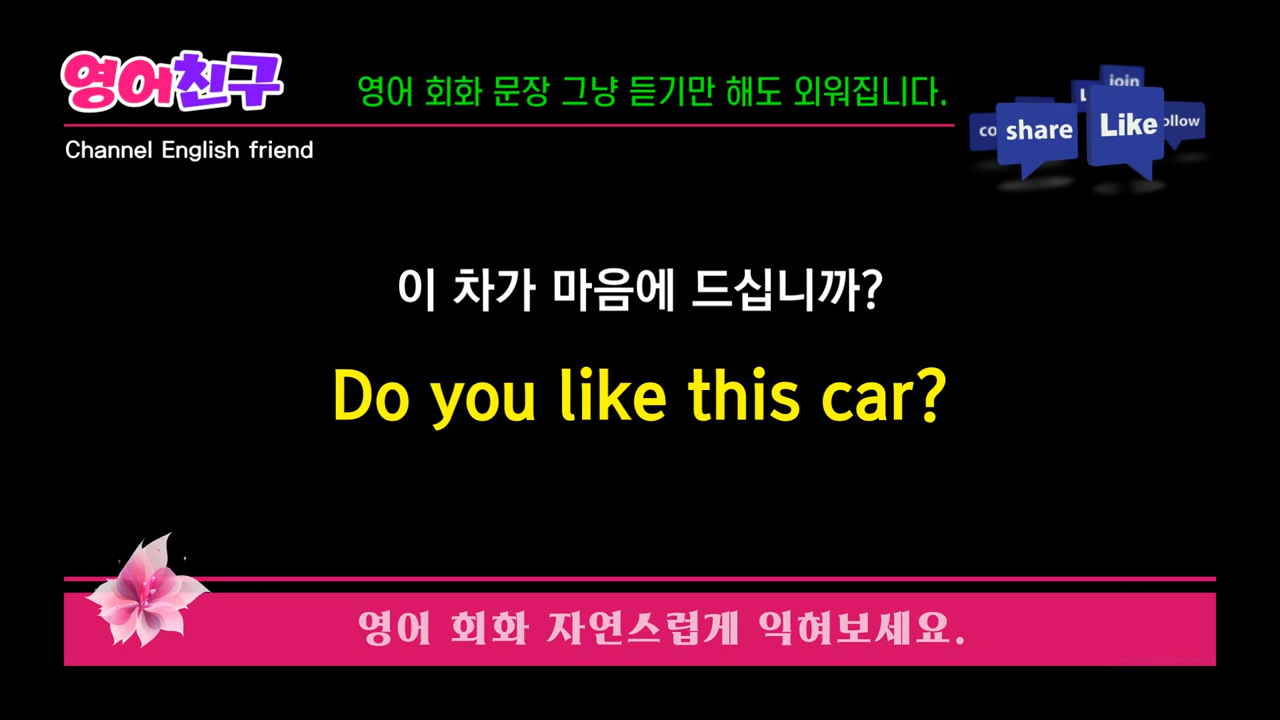 영어친구
영어 회화 문장 그냥 듣기만 해도 외워집니다.
Channel English friend
join
share
Like
이 차가 마음에 드십니까?
Do you like this car?
영어 회화 자연스럽게 익혀보세요.